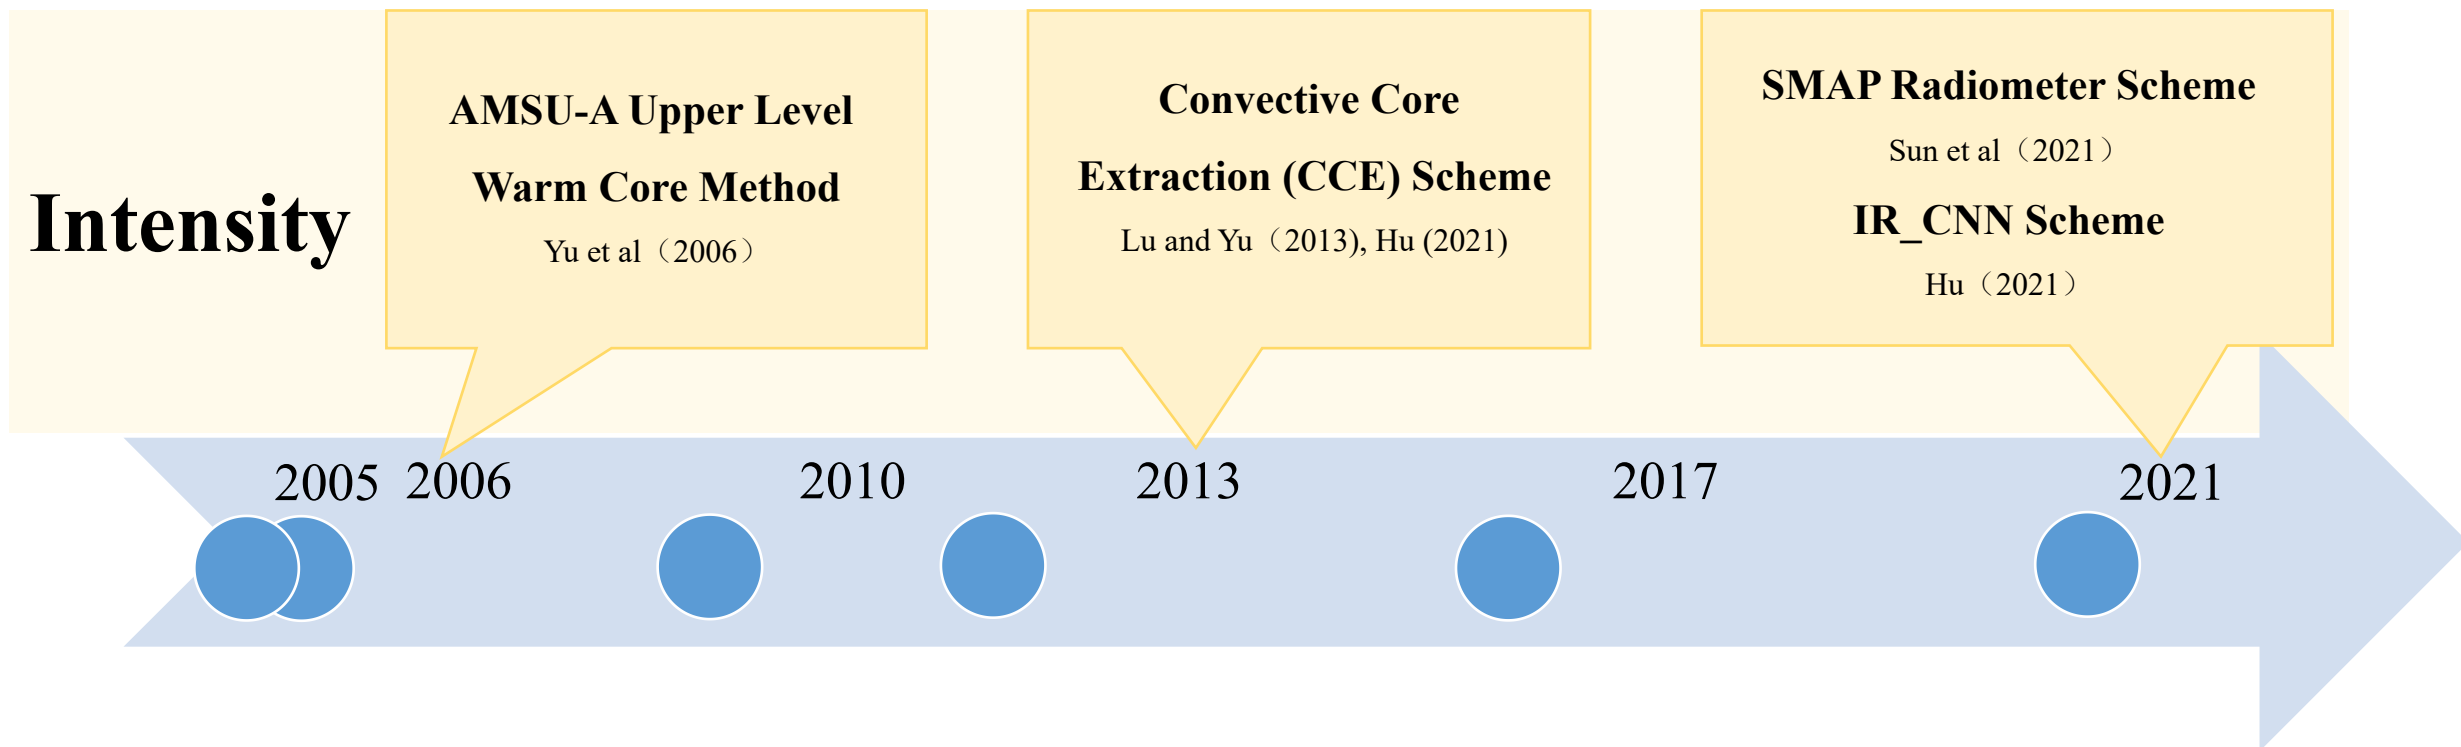 Intensity
AMSU-A Upper Level
Warm Core Method
Yu et al（2006）
Convective Core
Extraction (CCE) Scheme
Lu and Yu（2013), Hu (2021)
SMAP Radiometer Scheme
Sun et al（2021）
IR_CNN Scheme
Hu（2021）
2005 2006 2010 2013 2017 2021